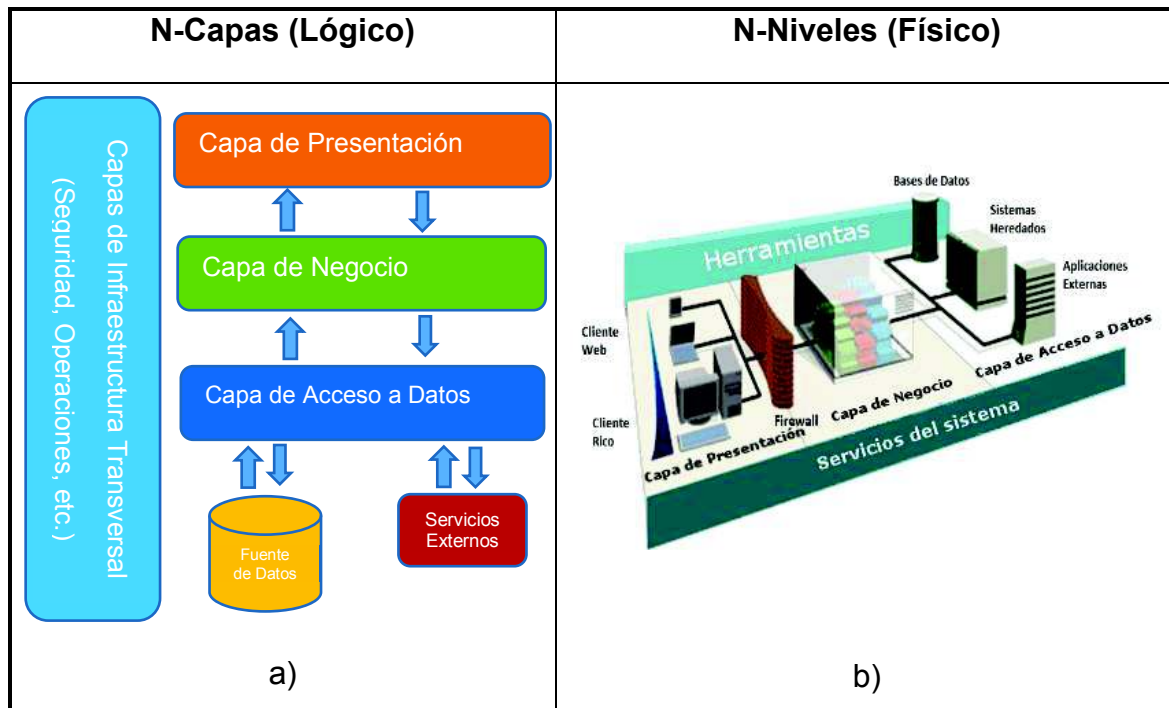 N-Capas (Lógico)
N-Niveles (Físico)
Capas de Infraestructura Transversal
(Seguridad, Operaciones, etc.)
Capa de Presentación
Capa de Negocio
Capa de Acceso a Datos
Fuente
de Datos
Servicios
Externos
a)
Bases de Datos
Sistemas
Heredados
Aplicaciones
Externas
Herramientas
Cliente
Web
Cliente
Rico
Firewall
Capa de Presentación
Capa de Negocio
Capa de Acceso a Datos
Servicios del sistema
b)